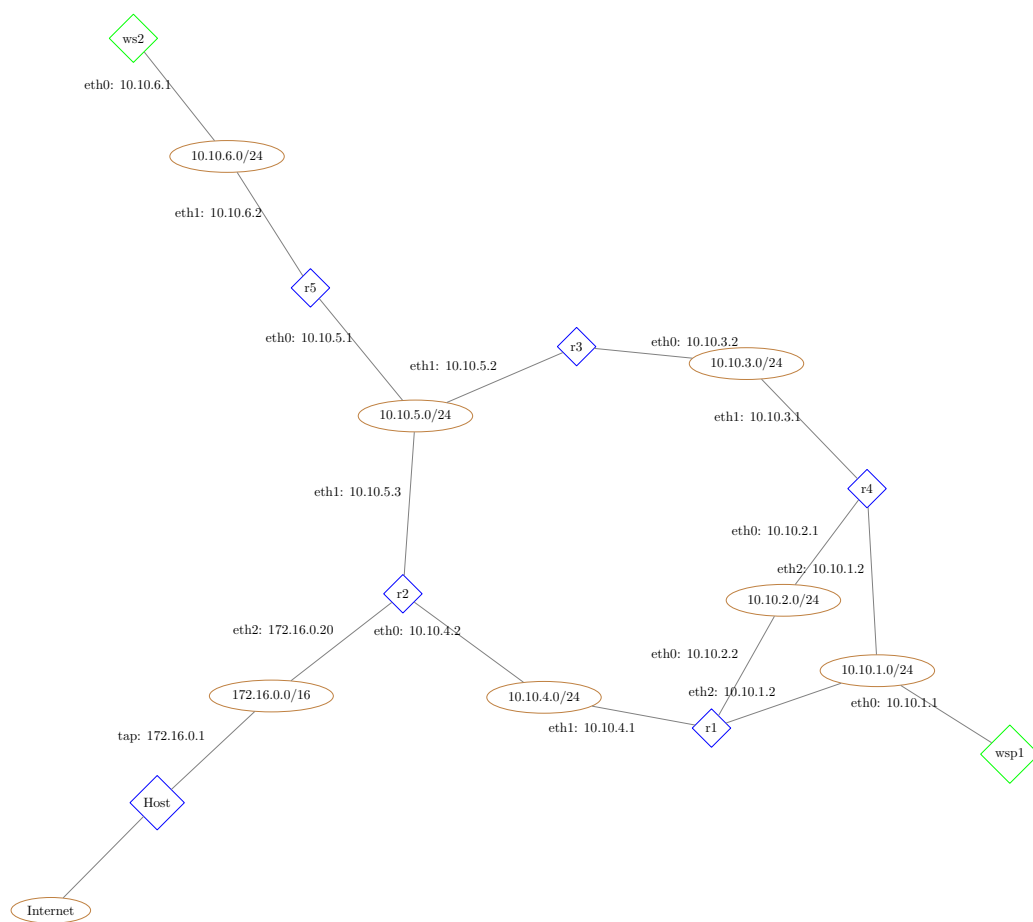 ws2
eth0: 10.10.6.1
10.10.6.0/24
eth1: 10.10.6.2
r5
eth0: 10.10.5.1
r3
eth0: 10.10.3.2
10.10.3.0/24
eth1: 10.10.5.2
10.10.5.0/24
eth1: 10.10.3.1
r4
eth1: 10.10.5.3
eth0: 10.10.2.1
eth2: 10.10.1.2
r2
10.10.2.0/24
eth2: 172.16.0.20
eth0: 10.10.4.2
eth0: 10.10.2.2
10.10.1.0/24
172.16.0.0/16
10.10.4.0/24
eth2: 10.10.1.2
eth0: 10.10.1.1
eth1: 10.10.4.1
r1
tap: 172.16.0.1
wsp1
Host
Internet